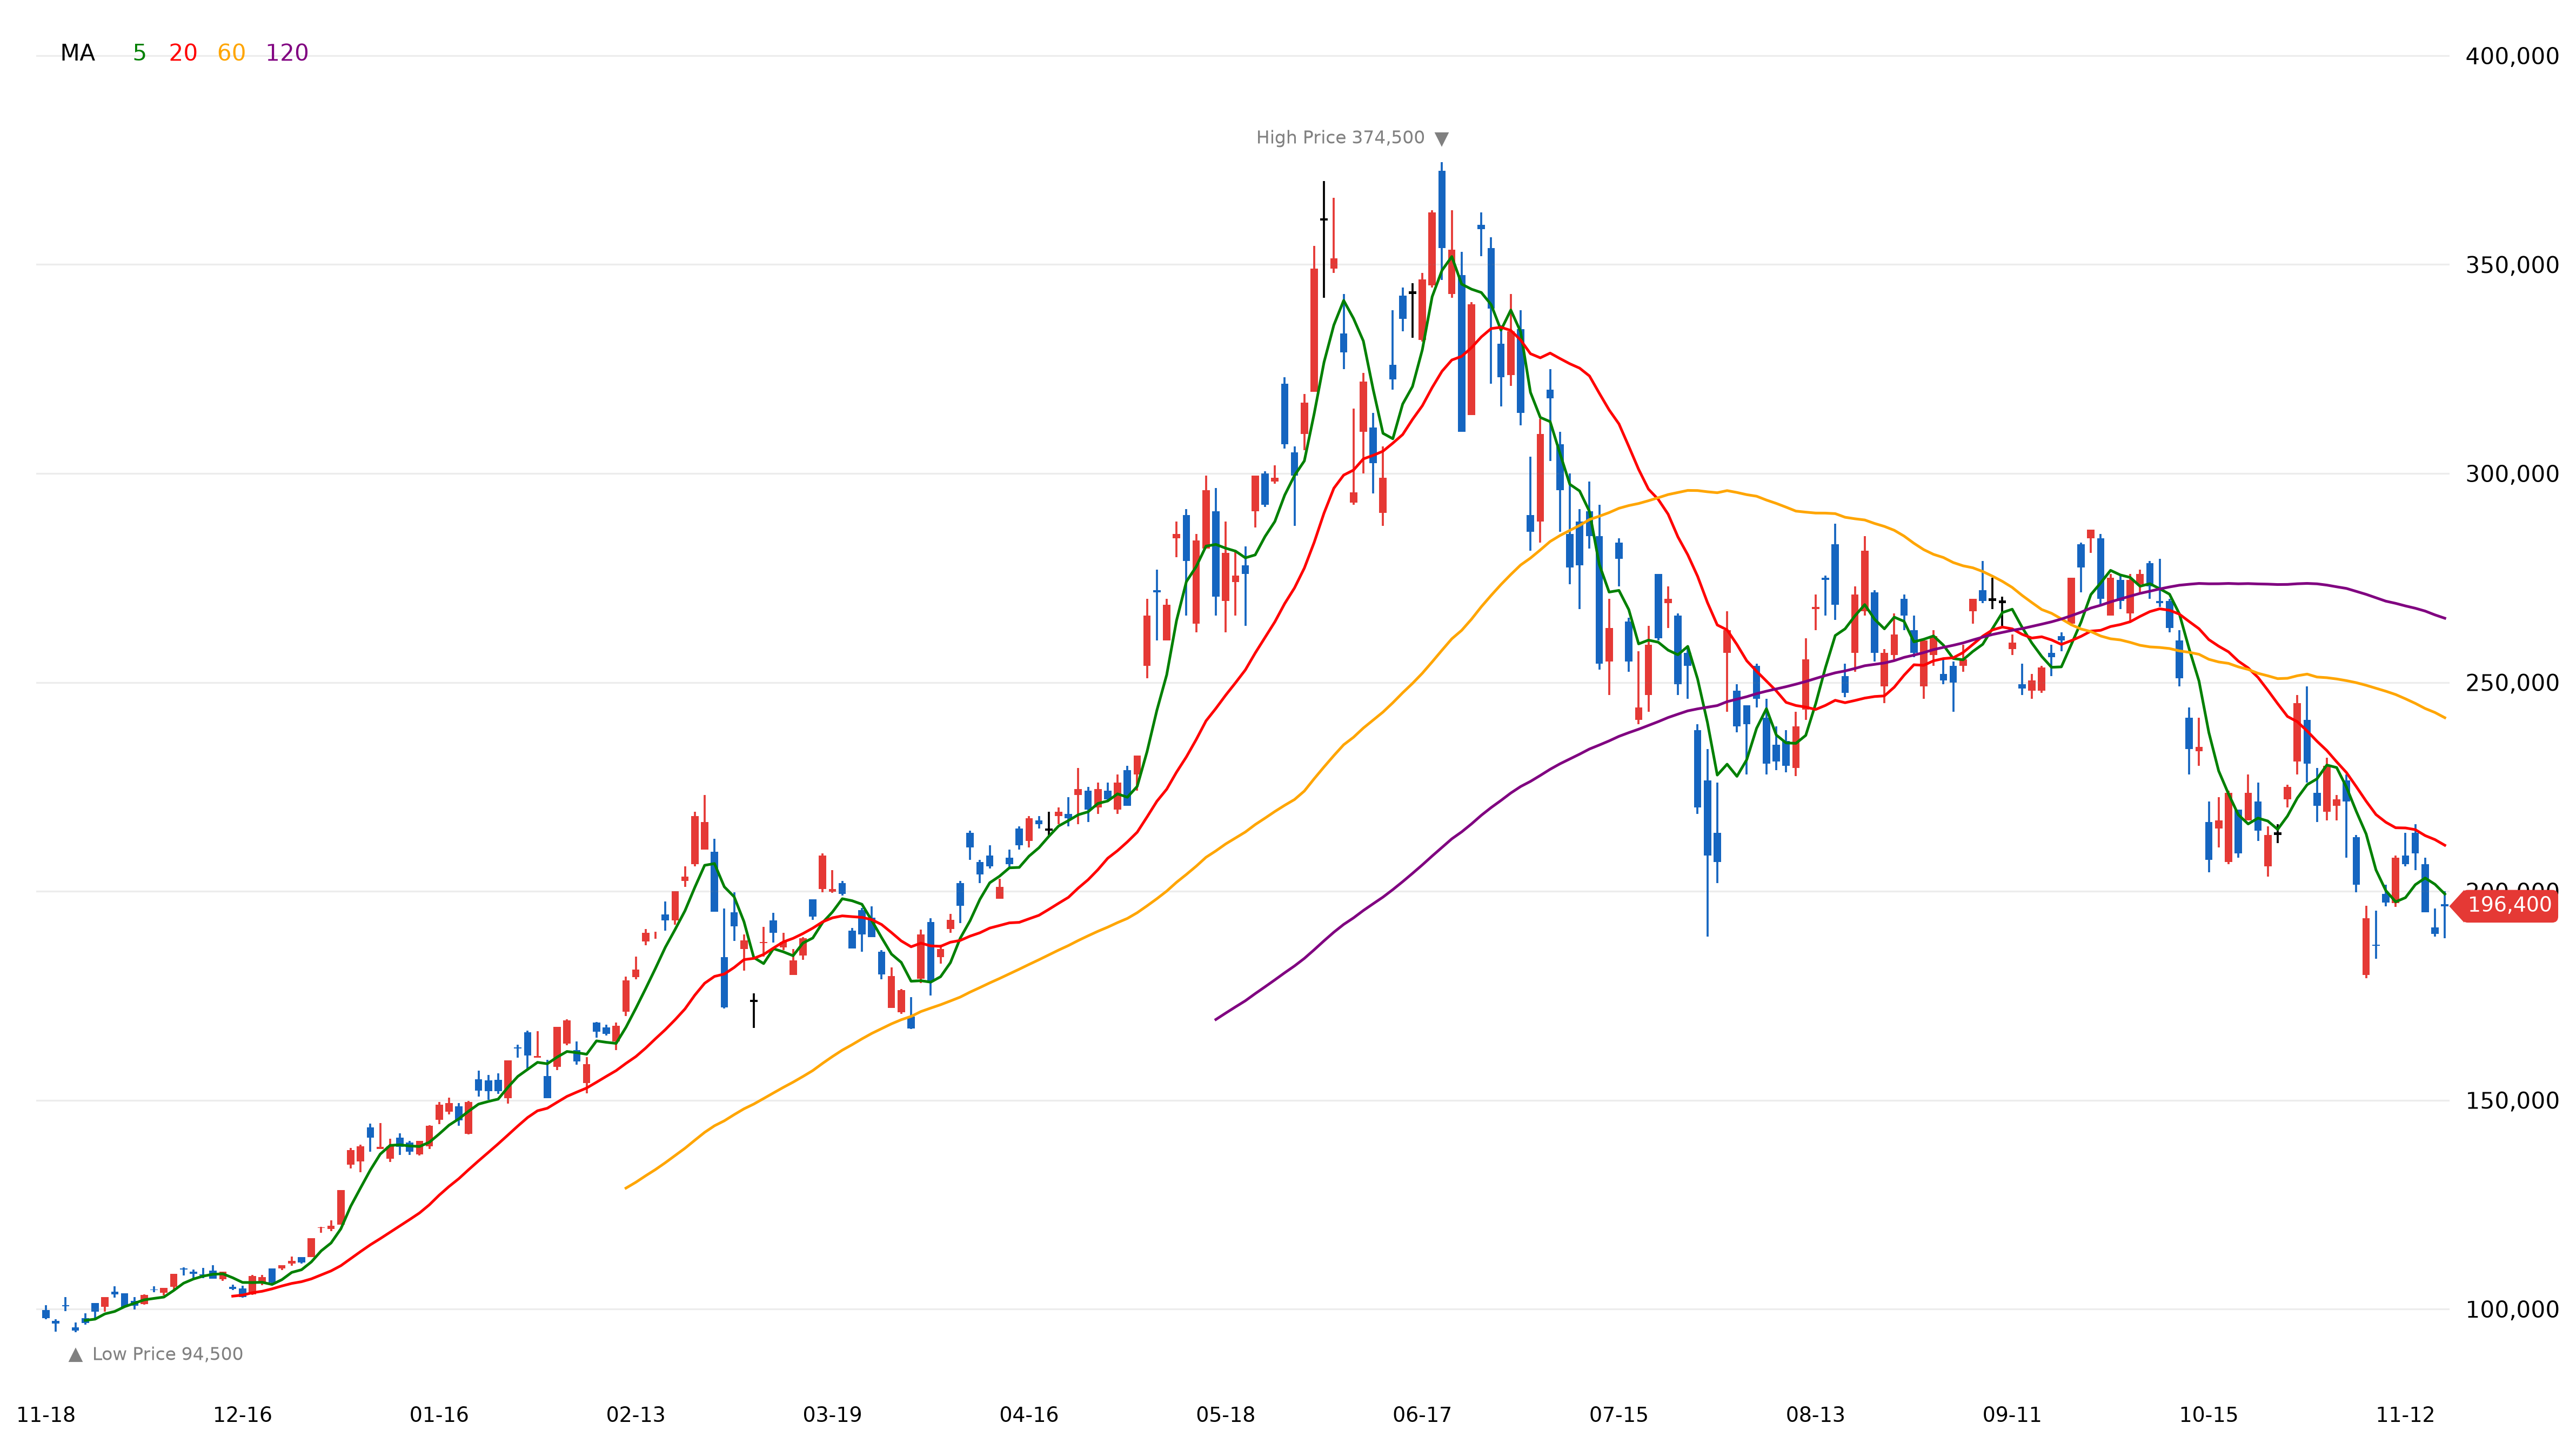 MA 5 20 60 120
400,000
High Price 374,500 ▼
350,000
300,000
250,000
200,000
196,400
150,000
100,000
▲ Low Price 94,500
11-18 12-16 01-16 02-13 03-19 04-16 05-18 06-17 07-15 08-13 09-11 10-15 11-12